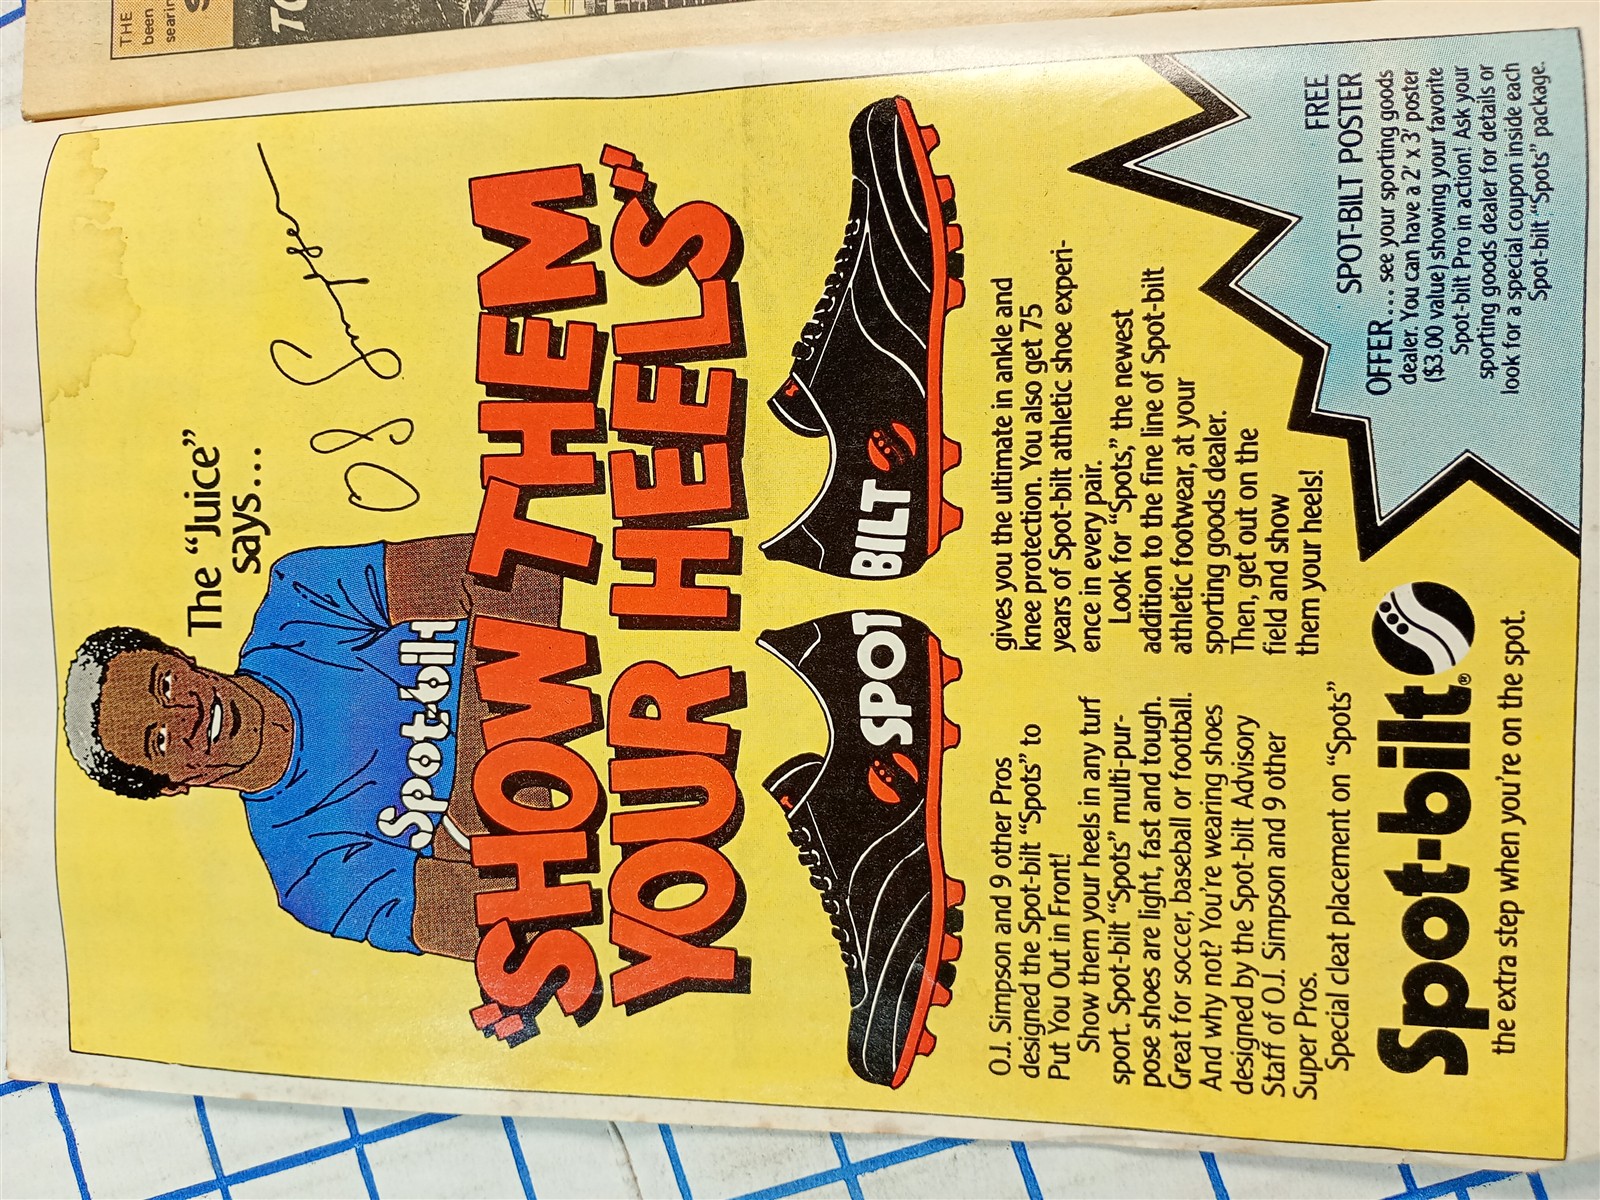 THE
been
searin
The "Juice"
says...
OJ Simpson
Spot-bilt
"SHOW THEM
YOUR HEELS"
SPOT
BILT
O.J. Simpson and 9 other Pros
designed the Spot-bilt "Spots" to
Put You Out in Front!
Show them your heels in any turf
sport. Spot-bilt "Spots" multi-pur-
pose shoes are light, fast and tough.
Great for soccer, baseball or football.
And why not? You're wearing shoes
designed by the Spot-bilt Advisory
Staff of O.J. Simpson and 9 other
Super Pros.
Special cleat placement on "Spots"
gives you the ultimate in ankle and
knee protection. You also get 75
years of Spot-bilt athletic shoe experi-
ence in every pair.
Look for "Spots," the newest
addition to the fine line of Spot-bilt
athletic footwear, at your
sporting goods dealer.
Then, get out on the
field and show
them your heels!
Spot-bilt®
the extra step when you're on the spot.
FREE
SPOT-BILT POSTER
OFFER... see your sporting goods
dealer. You can have a 2' x 3' poster
($3.00 value) showing your favorite
Spot-bilt Pro in action! Ask your
sporting goods dealer for details or
look for a special coupon inside each
Spot-bilt "Spots" package.